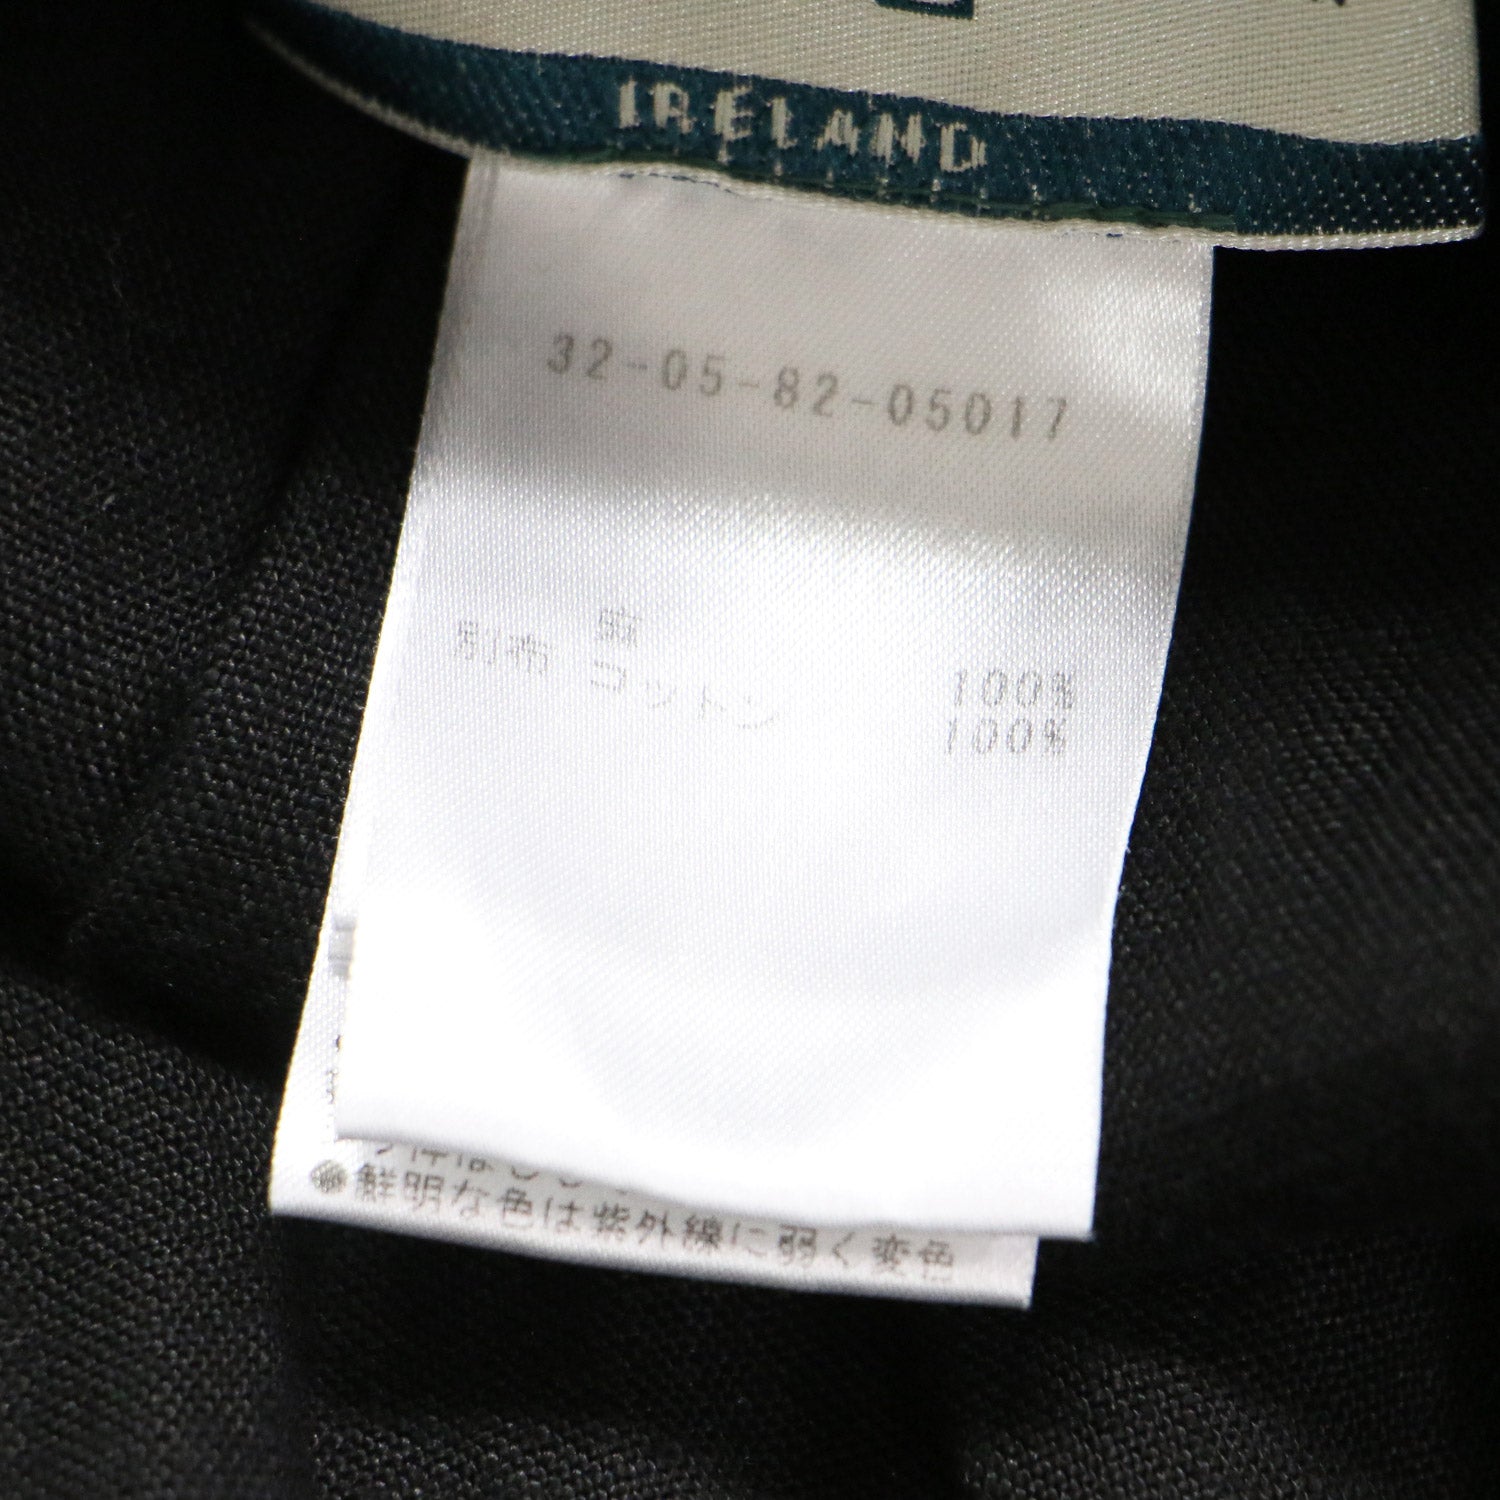 IRELAND
32-05-82-05017
麻 100%
別布 コットン 100%
●鮮明な色は紫外線に弱く変色